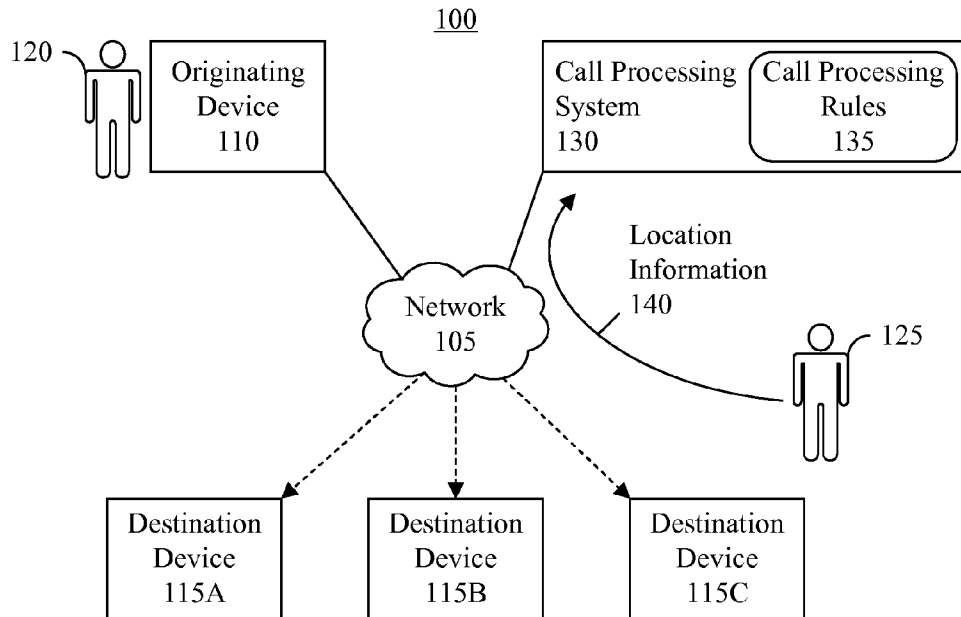 100
120
Originating
Device
110
Call Processing
System
130
Call Processing
Rules
135
Location
Information
140
Network
105
125
Destination
Device
115A
Destination
Device
115B
Destination
Device
115C